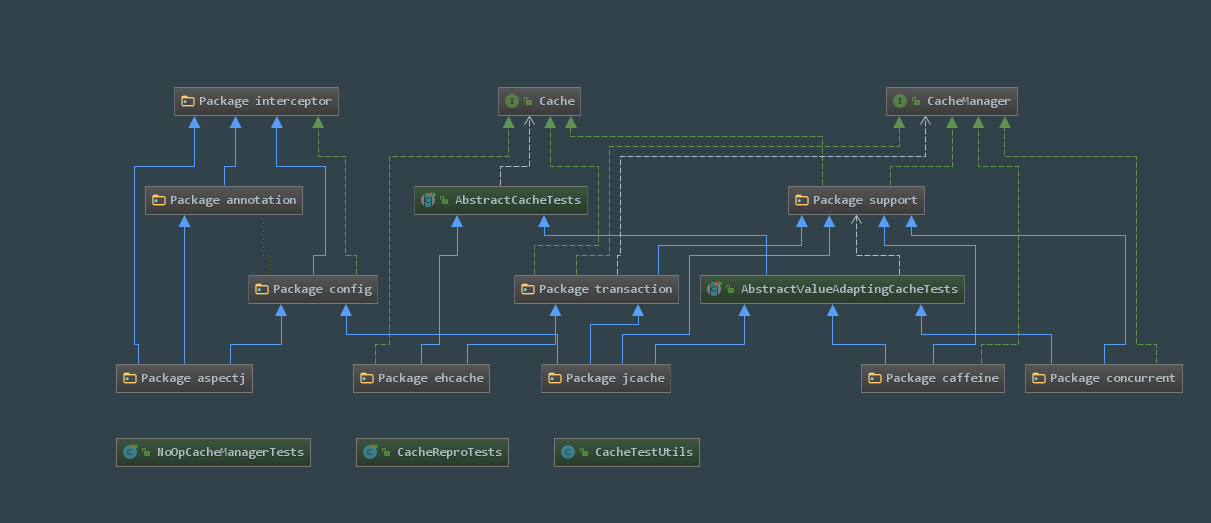 Package interceptor
I Cache
I CacheManager
Package annotation
C AbstractCacheTests
Package support
Package config
Package transaction
C AbstractValueAdaptingCacheTests
Package aspectj
Package ehcache
Package jcache
Package caffeine
Package concurrent
C NoOpCacheManagerTests
C CacheReproTests
C CacheTestUtils